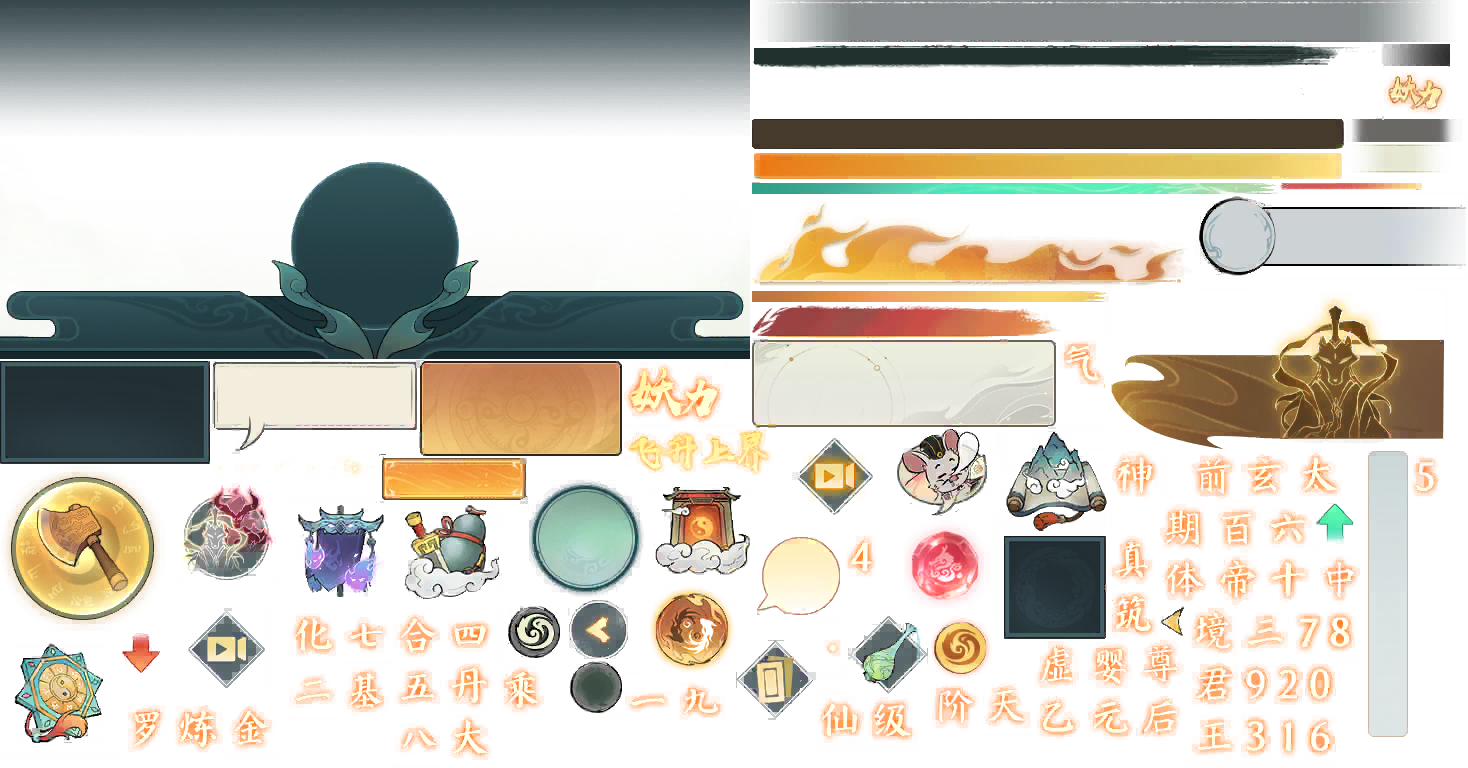 妖力
气
妖力
飞升上界
神 前 玄 太 5
期 百 六
4
真
体 帝 十 中
筑
境 三 7 8
化 七 合 四
虚 婴 尊
二 基 五 丹 乘
君 9 2 0
一 九
仙 级
阶 天
乙 元 后
罗 炼 金
八 大
王 3 1 6